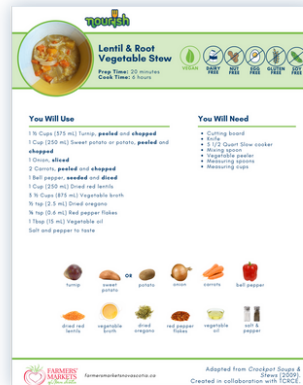 nourish
Lentil & Root
Vegetable Stew
Prep Time: 20 minutes
Cook Time: 6 hours
VEGAN
DAIRY FREE
NUT FREE
EGG FREE
GLUTEN FREE
SOY FREE
You Will Use
1 ½ Cups (375 mL) Turnip, peeled and chopped
1 Cup (250 mL) Sweet potato or potato, peeled and
chopped
1 Onion, sliced
2 Carrots, peeled and chopped
1 Bell pepper, seeded and diced
1 Cup (250 mL) Dried red lentils
3 ½ Cups (875 mL) Vegetable broth
½ tsp (2.5 mL) Dried oregano
⅛ tsp (0.6 mL) Red pepper flakes
1 Tbsp (15 mL) Vegetable oil
Salt and pepper to taste
You Will Need
Cutting board
Knife
3 1/2 Quart Slow cooker
Mixing spoon
Vegetable peeler
Measuring spoons
Measuring cups
OR
turnip
sweet potato
potato
onion
carrots
bell pepper
dried red lentils
vegetable broth
dried oregano
red pepper flakes
vegetable oil
salt & pepper
FARMERS'
MARKETS
farmersmarketsnovascotia.ca
Adapted from Crockpot Soups &
Stews (2009).
Created in collaboration with TCRCE.